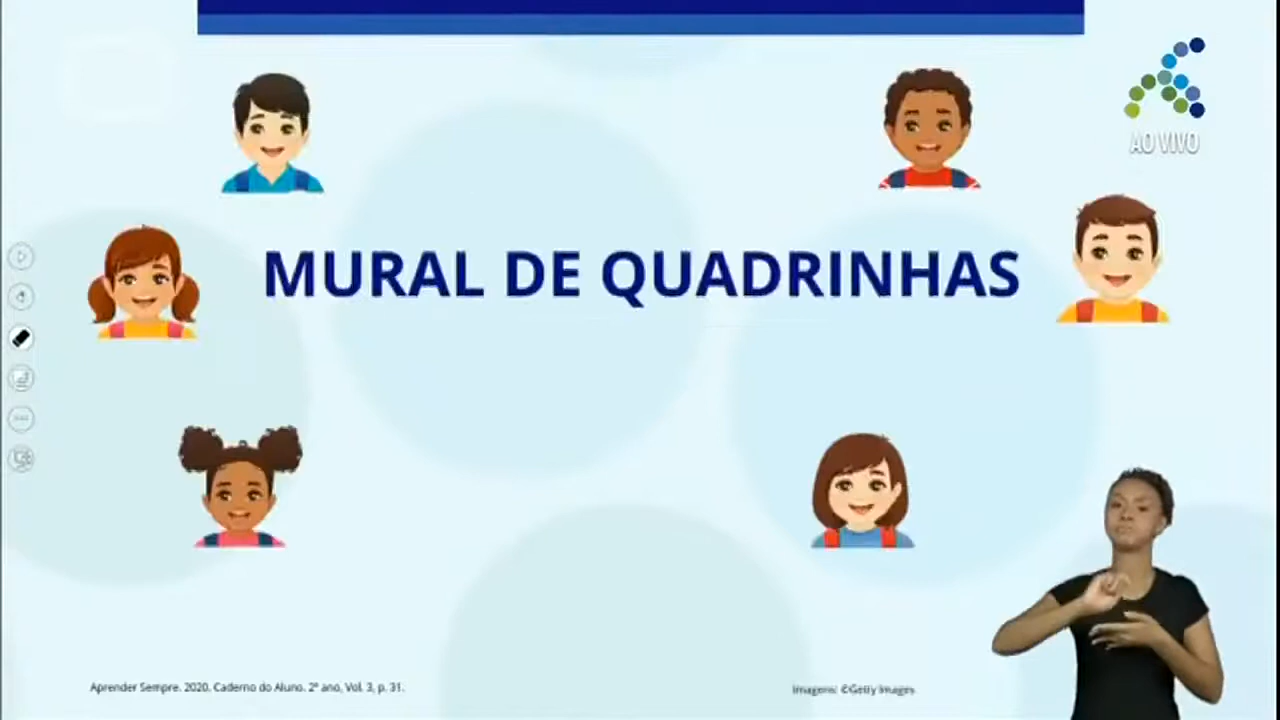 AO VIVO
MURAL DE QUADRINHAS
Aprender Sempre. 2020. Caderno do Aluno. 2º ano, Vol. 3, p. 31.
Imagens: ©Getty Images